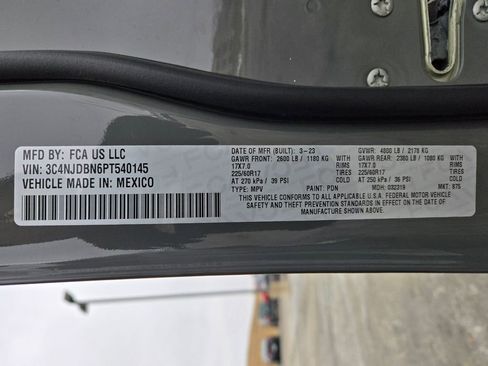 MFD BY: FCA US LLC
VIN: 3C4NJDBN6PT540145
VEHICLE MADE IN: MEXICO
DATE OF MFR (BUILT): 3-23 GVWR: 4800 LB / 2178 KG
GAWR FRONT: 2600 LB / 1180 KG GAWR REAR: 2380 LB / 1080 KG
17X7.0 17X7.0
225/60R17 225/60R17
TIRES TIRES
AT 270 kPa / 39 PSI COLD AT 250 kPa / 36 PSI COLD
TYPE: MPV PAINT: PDN MDH: 032319 MKT: 875
THIS VEHICLE CONFORMS TO ALL APPLICABLE U.S.A. FEDERAL MOTOR VEHICLE
SAFETY AND THEFT PREVENTION STANDARDS IN EFFECT ON THE DATE OF
MANUFACTURE SHOWN ABOVE